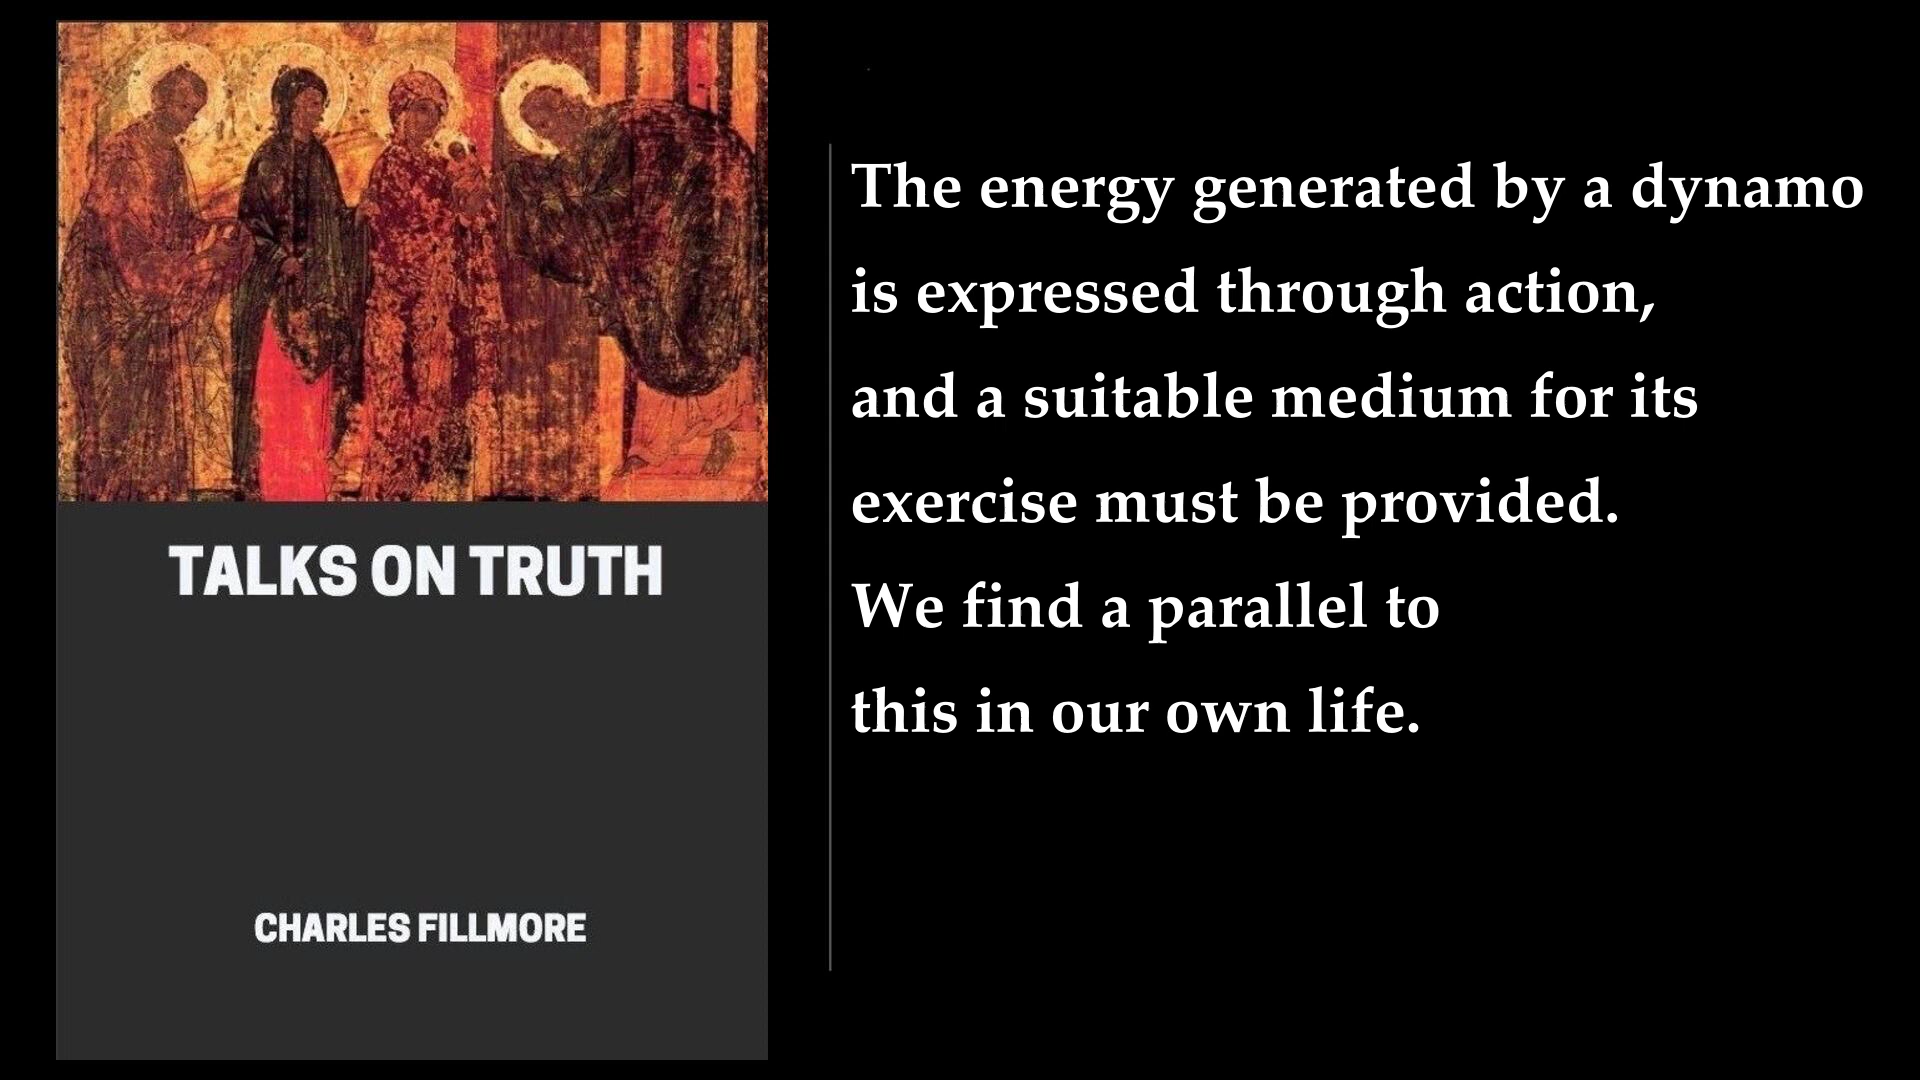 TALKS ON TRUTH
CHARLES FILLMORE
The energy generated by a dynamo
is expressed through action,
and a suitable medium for its
exercise must be provided.
We find a parallel to
this in our own life.